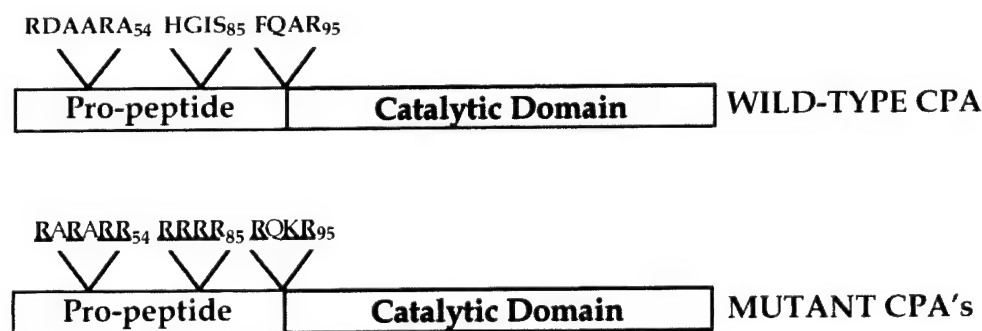 RDAARA54 HGIS85 FQAR95
Pro-peptide Catalytic Domain WILD-TYPE CPA
RARARR54 RRRR85 RQKR95
Pro-peptide Catalytic Domain MUTANT CPA's